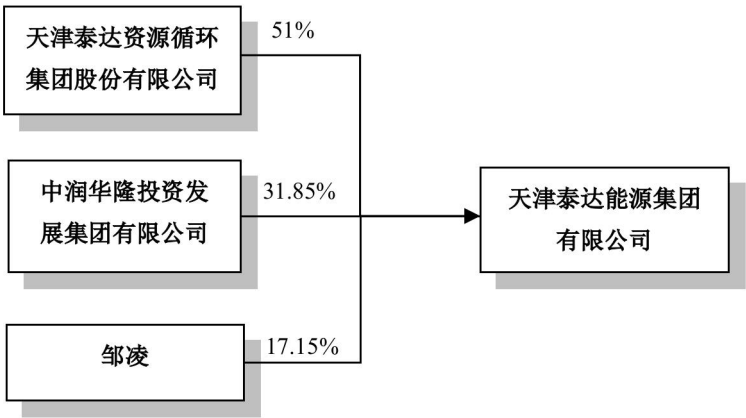 天津泰达资源循环
集团股份有限公司
51%
中润华隆投资发
展集团有限公司
31.85%
天津泰达能源集团
有限公司
邹凌
17.15%